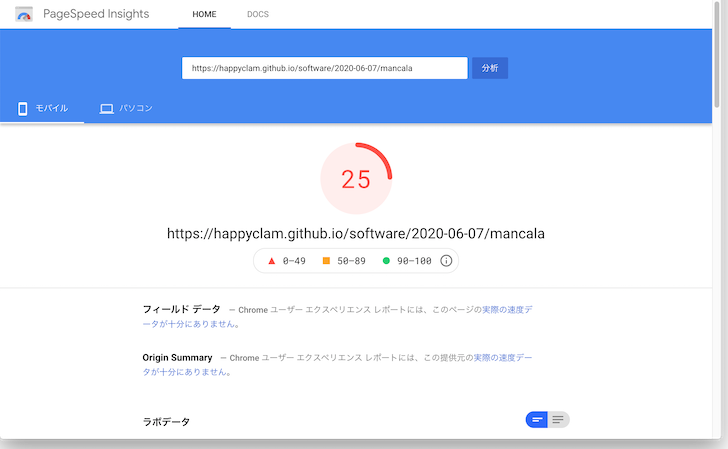 PageSpeed Insights HOME DOCS
https://happyclam.github.io/software/2020-06-07/mancala 分析
モバイル パソコン
25
https://happyclam.github.io/software/2020-06-07/mancala
0–49 50–89 90–100
フィールド データ — Chrome ユーザー エクスペリエンス レポートには、このページの実際の速度デ
ータが十分にありません。
Origin Summary — Chrome ユーザー エクスペリエンス レポートには、この提供元の実際の速度デー
タが十分にありません。
ラボデータ